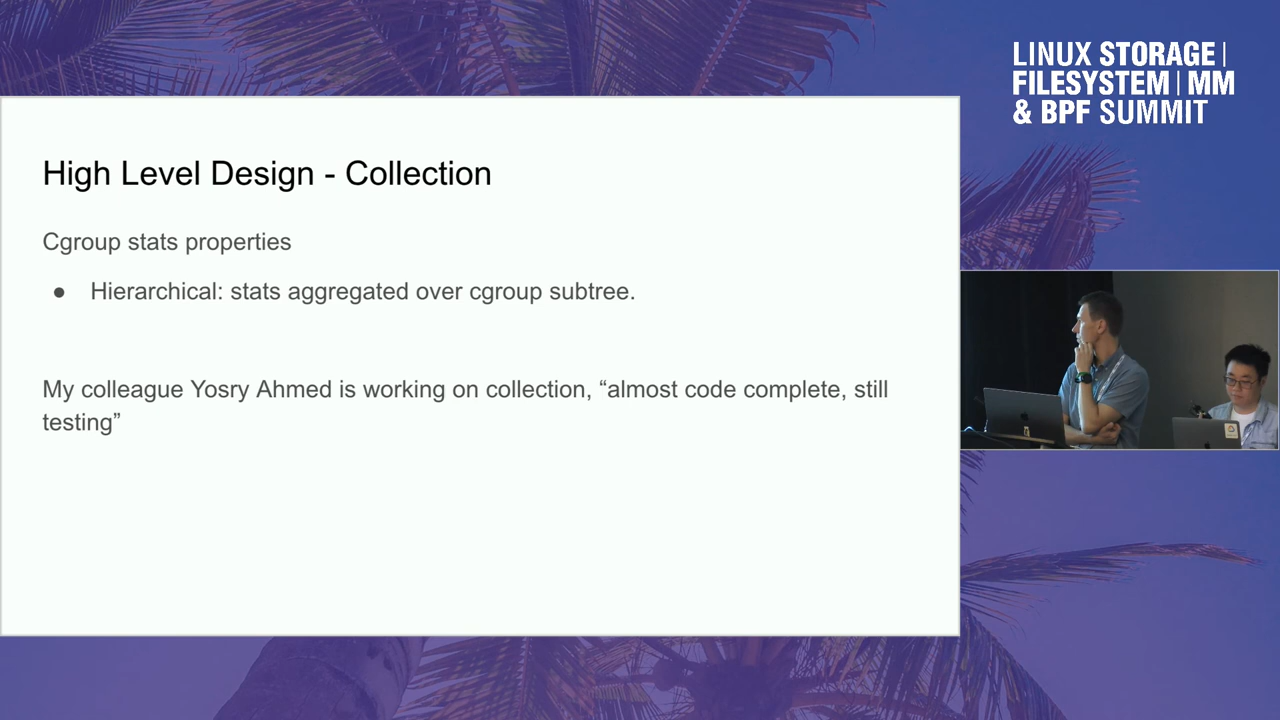 LINUX STORAGE |
FILESYSTEM | MM
& BPF SUMMIT
High Level Design - Collection
Cgroup stats properties
● Hierarchical: stats aggregated over cgroup subtree.
My colleague Yosry Ahmed is working on collection, “almost code complete, still
testing”